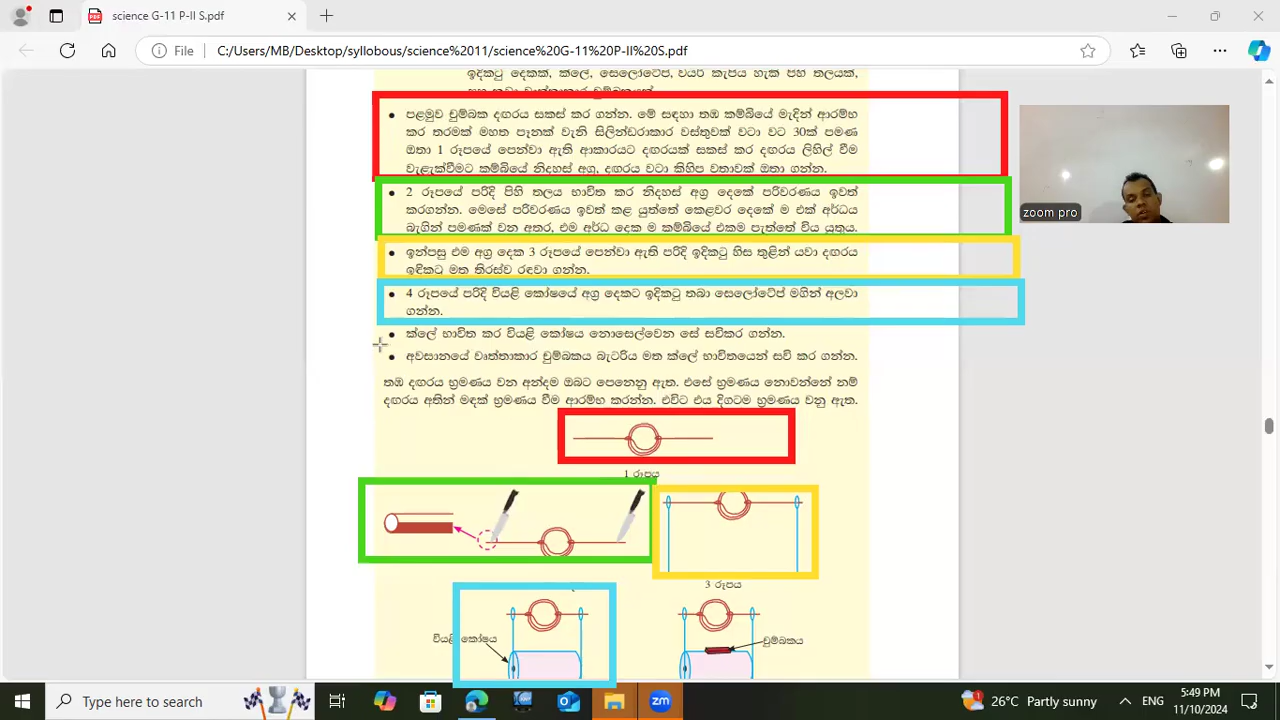 science G-11 P-II S.pdf
File
C:/Users/MB/Desktop/syllobous/science%2011/science%20G-11%20P-II%20S.pdf
ඉදිකටු දෙකක්, ක්ලේ, සෙලෝටේප්, වයර් කැපිය හැකි පිහි තලයක්,
පළමුව චුම්බක දඟරය සකස් කර ගන්න. මේ සඳහා තඹ කම්බියේ මැදින් ආරම්භ
කර තරමක් මහත පෑනක් වැනි සිලින්ඩරාකාර වස්තුවක් වටා වට 30ක් පමණ
ඔතා 1 රූපයේ පෙන්වා ඇති ආකාරයට දඟරයක් සකස් කර දඟරය ලිහිල් වීම
වැළැක්වීමට කම්බියේ නිදහස් අග්‍ර, දඟරය වටා කිහිප වතාවක් ඔතා ගන්න.
2 රූපයේ පරිදි පිහි තලය භාවිත කර නිදහස් අග්‍ර දෙකේ පරිවරණය ඉවත්
කරගන්න. මෙසේ පරිවරණය ඉවත් කළ යුත්තේ කෙළවර දෙකේ ම එක් අර්ධය
බැගින් පමණක් වන අතර, එම අර්ධ දෙක ම කම්බියේ එකම පැත්තේ විය යුතුය.
ඉන්පසු එම අග්‍ර දෙක 3 රූපයේ පෙන්වා ඇති පරිදි ඉදිකටු හිස තුළින් යවා දඟරය
ඉඳිකටු මත තිරස්ව රඳවා ගන්න.
4 රූපයේ පරිදි වියළි කෝෂයේ අග්‍ර දෙකට ඉදිකටු තබා සෙලෝටේප් මගින් අලවා
ගන්න.
ක්ලේ භාවිත කර වියළි කෝෂය නොසෙල්වෙන සේ සවිකර ගන්න.
අවසානයේ වෘත්තාකාර චුම්බකය බැටරිය මත ක්ලේ භාවිතයෙන් සවි කර ගන්න.
තඹ දඟරය භ්‍රමණය වන අන්දම ඔබට පෙනෙනු ඇත. එසේ භ්‍රමණය නොවන්නේ නම්
දඟරය අතින් මඳක් භ්‍රමණය වීම ආරම්භ කරන්න. එවිට එය දිගටම භ්‍රමණය වනු ඇත.
1 රූපය
3 රූපය
වියළි කෝෂය
චුම්බකය
zoom pro
Type here to search
zm
26°C Partly sunny
ENG
5:49 PM
11/10/2024